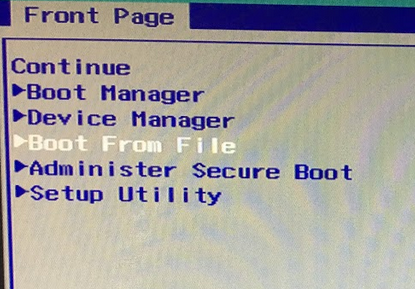 Front Page
Continue
▶Boot Manager
▶Device Manager
▶Boot From File
▶Administer Secure Boot
▶Setup Utility